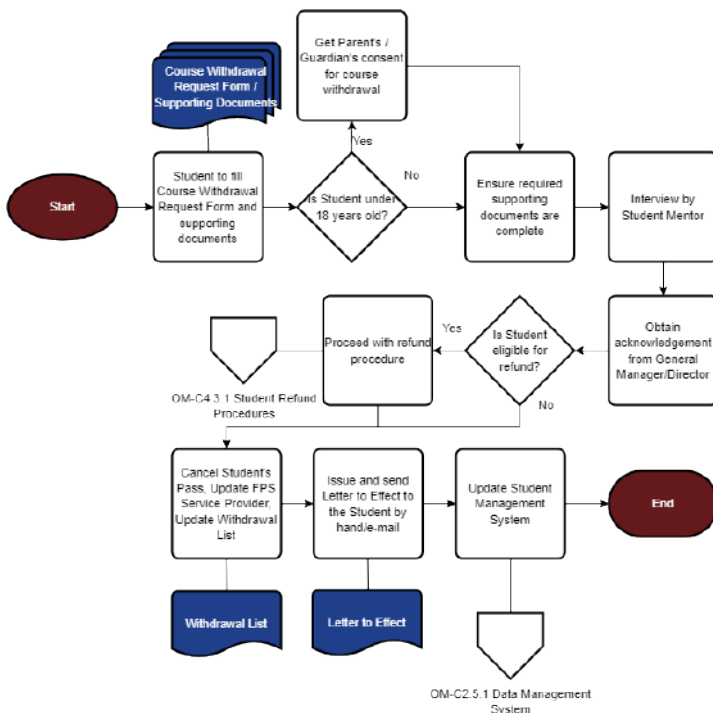 Course Withdrawal
Request Form /
Supporting Documents
Get Parent's /
Guardian's consent
for course
withdrawal
Yes
Start
Student to fill
Course Withdrawal
Request Form and
supporting
documents
Is Student under
18 years old?
No
Ensure required
supporting
documents are
complete
Interview by
Student Mentor
OM-C4.3.1 Student Refund
Procedures
Proceed with refund
procedure
Yes
Is Student
eligible for
refund?
No
Obtain
acknowledgement
from General
Manager/Director
Cancel Student's
Pass, Update FPS
Service Provider,
Update Withdrawal
List
Issue and send
Letter to Effect to
the Student by
hand/e-mail
Update Student
Management
System
End
Withdrawal List
Letter to Effect
OM-C2.5.1 Data Management
System